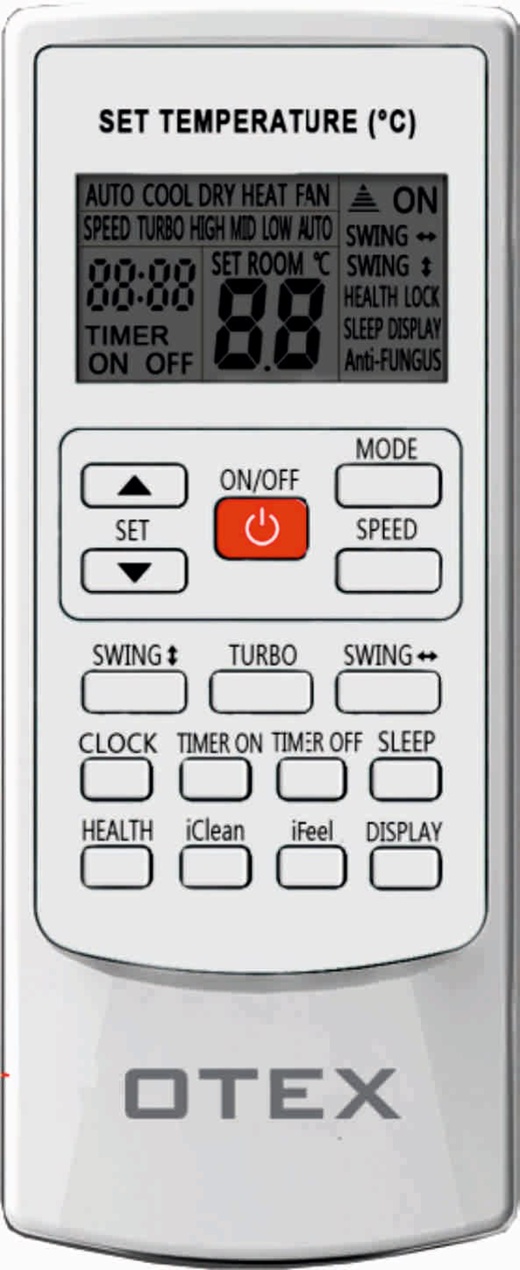 SET TEMPERATURE (°C)
AUTO COOL DRY HEAT FAN
SPEED TURBO HIGH MID LOW AUTO
ON
SWING ↔
SWING ↕
HEALTH LOCK
SLEEP DISPLAY
Anti-FUNGUS
88:88
SET ROOM °C
8.8
TIMER
ON OFF
MODE
ON/OFF
SET
SPEED
SWING ↕ TURBO SWING ↔
CLOCK TIMER ON TIMER OFF SLEEP
HEALTH iClean iFeel DISPLAY
OTEX